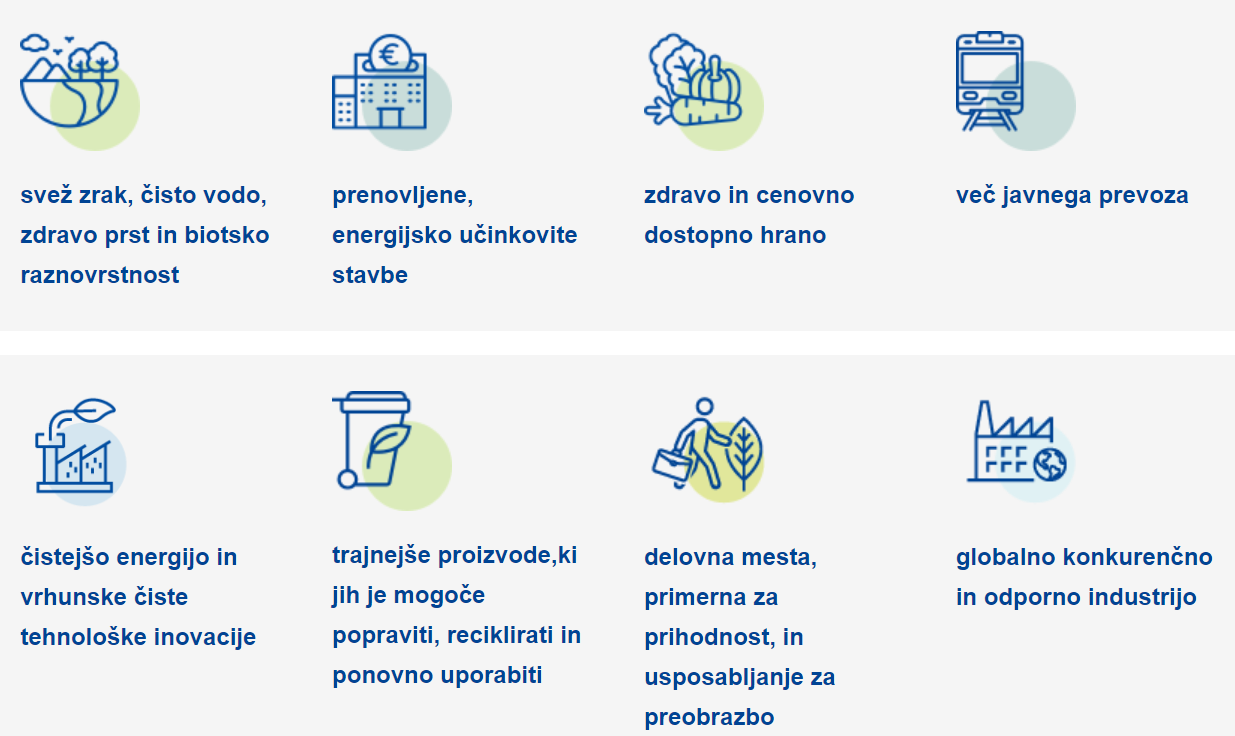 svež zrak, čisto vodo,
zdravo prst in biotsko
raznovrstnost
prenovljene,
energijsko učinkovite
stavbe
zdravo in cenovno
dostopno hrano
več javnega prevoza
čistejšo energijo in
vrhunske čiste
tehnološke inovacije
trajnejše proizvode,ki
jih je mogoče
popraviti, reciklirati in
ponovno uporabiti
delovna mesta,
primerna za
prihodnost, in
usposabljanje za
preobrazbo
globalno konkurenčno
in odporno industrijo